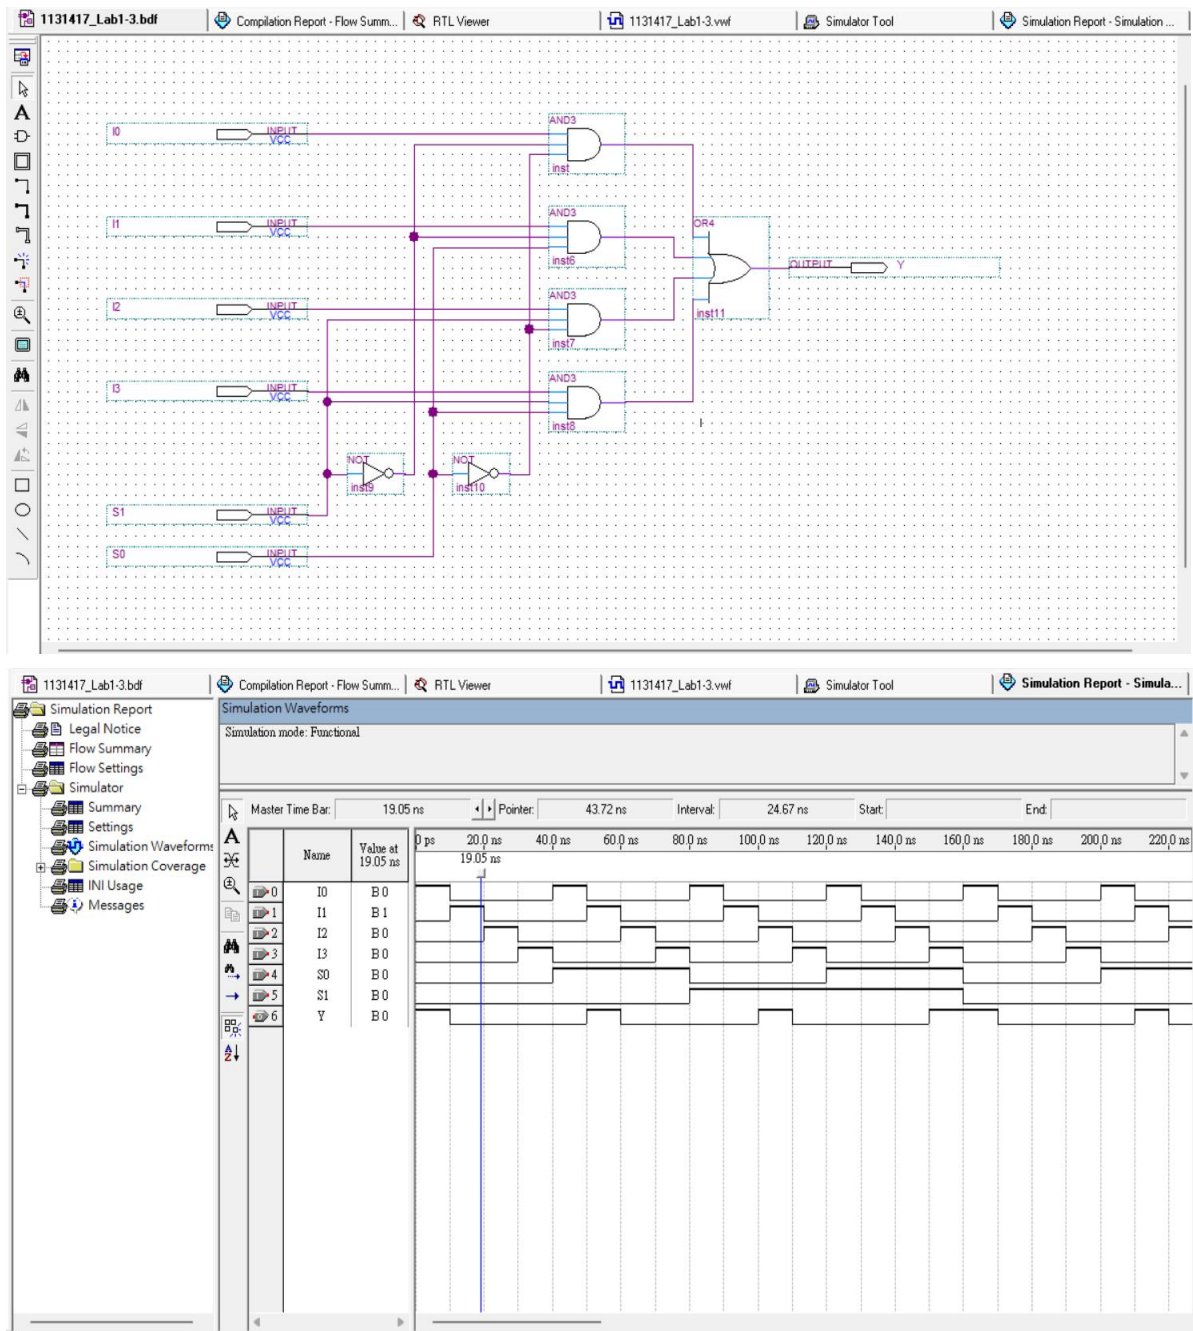 1131417_Lab1-3.bdf
Compilation Report - Flow Summ...
RTL Viewer
1131417_Lab1-3.vwf
Simulator Tool
Simulation Report - Simulation ...
A
I0
INPUT
VCC
AND3
inst
I1
INPUT
VCC
AND3
inst6
OR4
inst11
OUTPUT
Y
I2
INPUT
VCC
AND3
inst7
I3
INPUT
VCC
AND3
inst8
NOT
inst9
NOT
inst10
S1
INPUT
VCC
S0
INPUT
VCC
1131417_Lab1-3.bdf
Compilation Report - Flow Summ...
RTL Viewer
1131417_Lab1-3.vwf
Simulator Tool
Simulation Report - Simula...
Simulation Report
Legal Notice
Flow Summary
Flow Settings
Simulator
Summary
Settings
Simulation Waveforms
Simulation Coverage
INI Usage
Messages
Simulation Waveforms
Simulation mode: Functional
Master Time Bar: 19.05 ns Pointer: 43.72 ns Interval: 24.67 ns Start: End:
A
Name Value at 19.05 ns
0 ps 20.0 ns 40.0 ns 60.0 ns 80.0 ns 100.0 ns 120.0 ns 140.0 ns 160.0 ns 180.0 ns 200.0 ns 220.0 ns
19.05 ns
0 I0 B 0
1 I1 B 1
2 I2 B 0
3 I3 B 0
4 S0 B 0
5 S1 B 0
6 Y B 0
A
Z